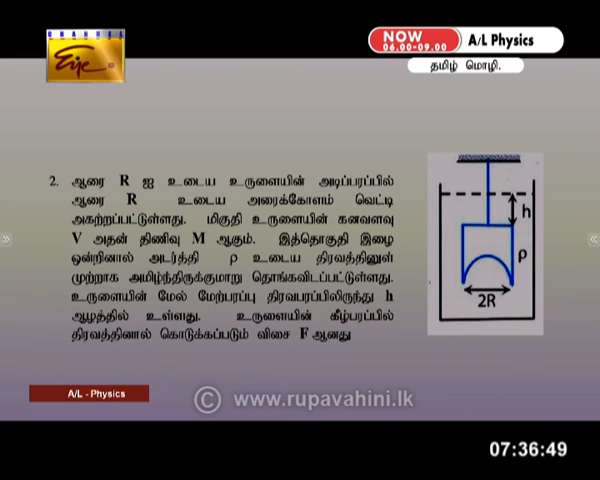 CHANNEL
Eye
NOW
06.00-09.00
A/L Physics
தமிழ் மொழி.
2. ஆரை R ஐ உடைய உருளையின் அடிப்பரப்பில்
ஆரை R உடைய அரைக்கோளம் வெட்டி
அகற்றப்பட்டுள்ளது. மிகுதி உருளையின் கனவளவு
V அதன் திணிவு M ஆகும். இத்தொகுதி இழை
ஒன்றினால் அடர்த்தி ρ உடைய திரவத்தினுள்
முற்றாக அமிழ்ந்திருக்குமாறு தொங்கவிடப்பட்டுள்ளது.
உருளையின் மேல் மேற்பரப்பு திரவபரப்பிலிருந்து h
ஆழத்தில் உள்ளது. உருளையின் கீழ்பரப்பில்
திரவத்தினால் கொடுக்கப்படும் விசை F ஆனது
h
ρ
2R
A/L - Physics
© www.rupavahini.lk
07:36:49